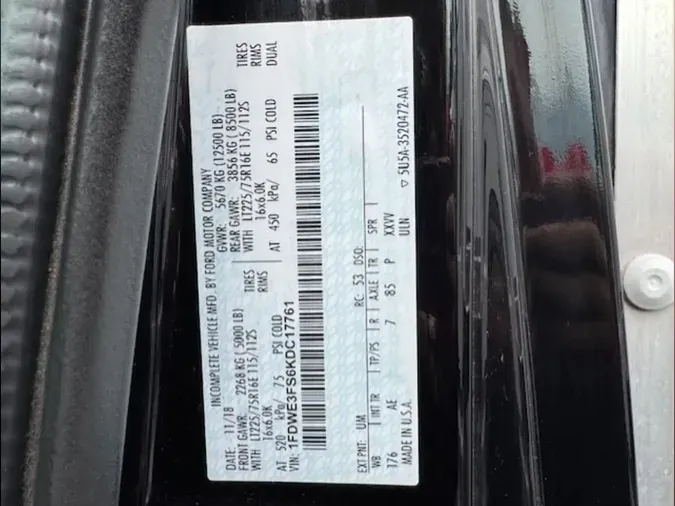 INCOMPLETE VEHICLE MFD. BY FORD MOTOR COMPANY
DATE: 11/18 GVWR: 5670 KG (12500 LB)
FRONT GAWR: 2268 KG (5000 LB) REAR GAWR: 3856 KG (8500 LB)
WITH LT225/75R16E 115/112S TIRES WITH LT225/75R16E 115/112S TIRES
16x6.0K RIMS 16x6.0K RIMS
AT 520 kPa/ 75 PSI COLD AT 450 kPa/ 65 PSI COLD DUAL
VIN: 1FDWE3FS6KDC17761
EXT PNT: UM RC: 53 DSO:
WB INT TR TP/PS R AXLE TR SPR
176 AE 7 85 P XXVV
MADE IN U.S.A. ULN
▽ 5U5A-3520472-AA